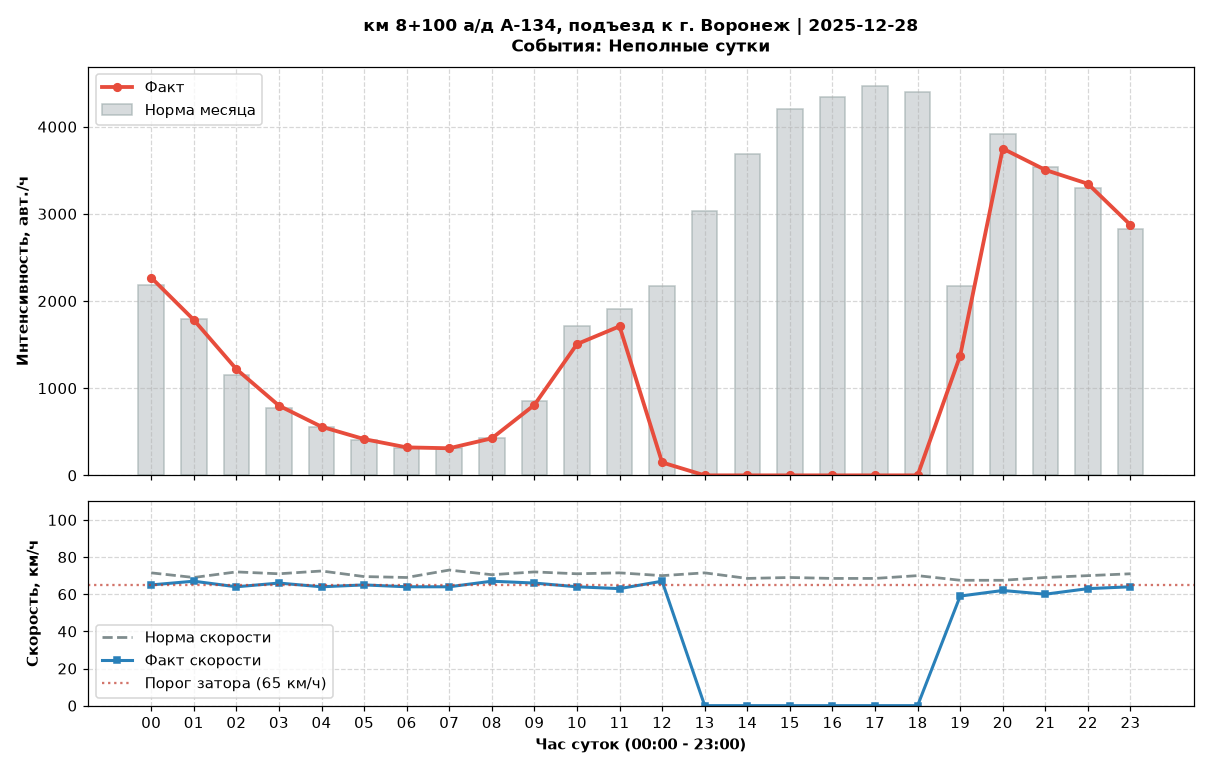 км 8+100 а/д А-134, подъезд к г. Воронеж | 2025-12-28
События: Неполные сутки
Факт
Норма месяца
Интенсивность, авт./ч
4000
3000
2000
1000
0
Скорость, км/ч
100
80
60
40
20
0
Норма скорости
Факт скорости
Порог затора (65 км/ч)
00 01 02 03 04 05 06 07 08 09 10 11 12 13 14 15 16 17 18 19 20 21 22 23
Час суток (00:00 - 23:00)